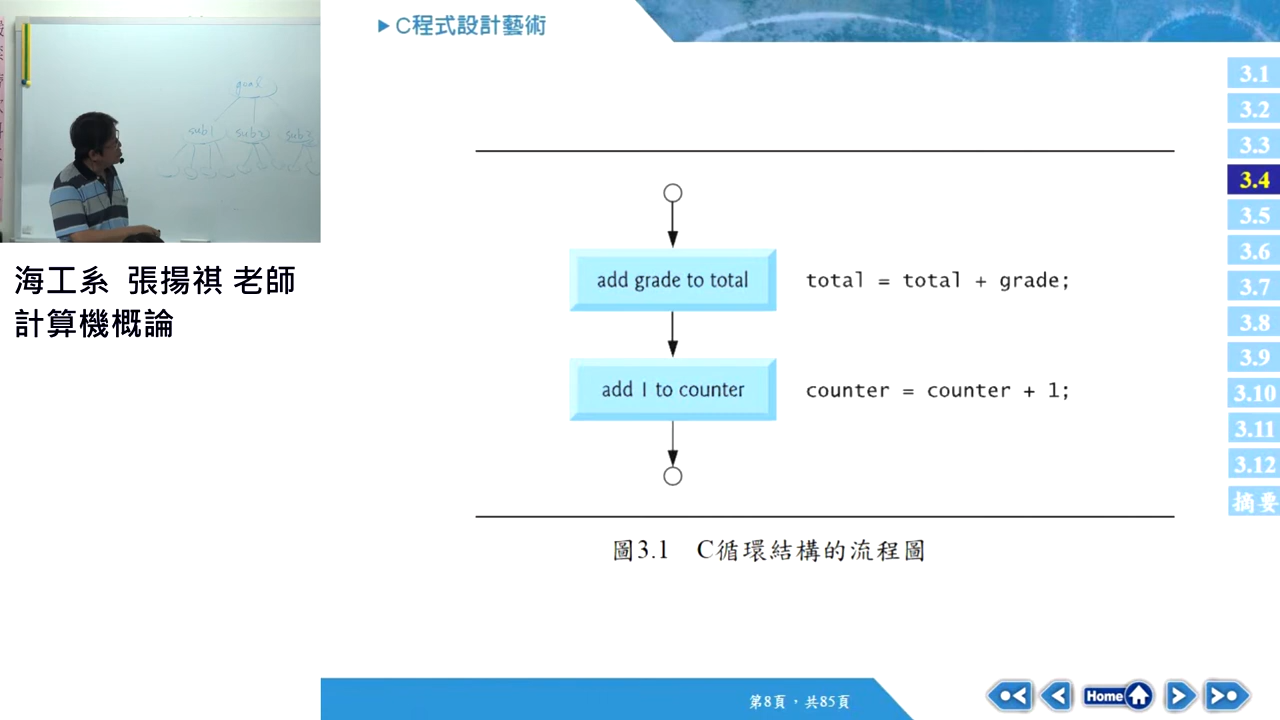 C程式設計藝術
goal
sub1 sub2 sub3
海工系 張揚祺 老師
計算機概論
add grade to total
total = total + grade;
add 1 to counter
counter = counter + 1;
圖3.1 C循環結構的流程圖
3.1
3.2
3.3
3.4
3.5
3.6
3.7
3.8
3.9
3.10
3.11
3.12
摘要
第8頁，共85頁
Home